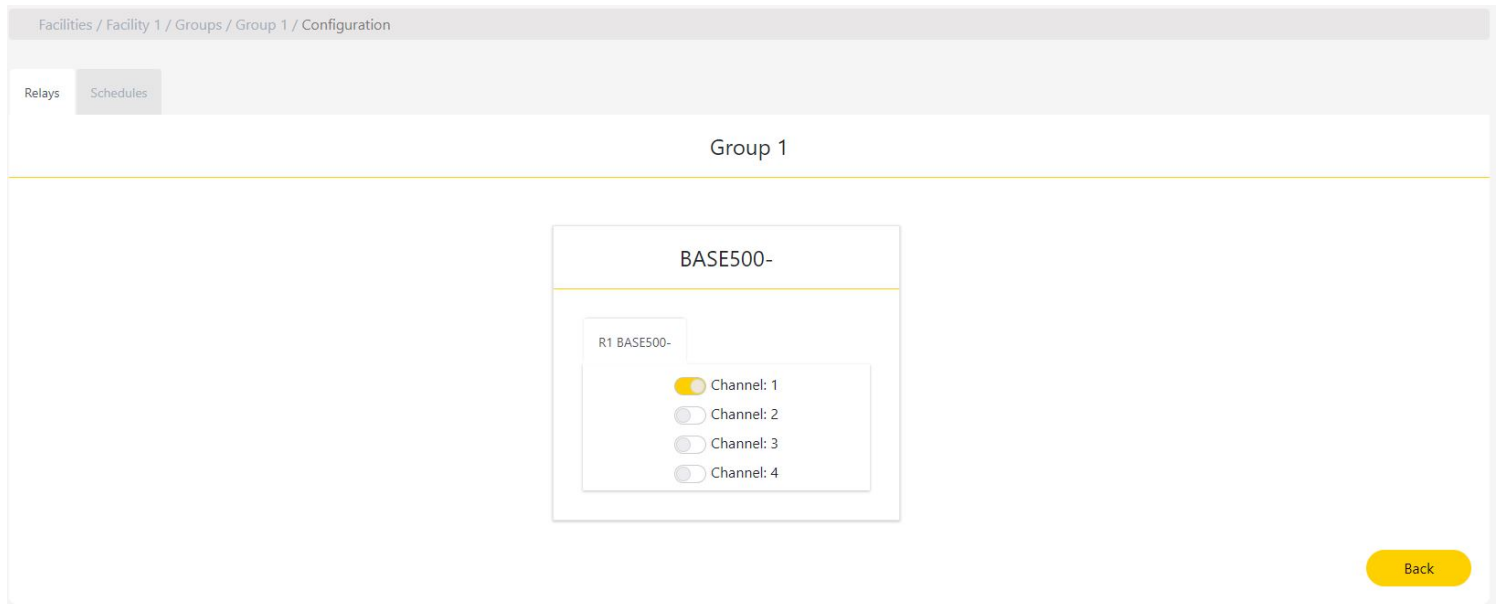 Facilities / Facility 1 / Groups / Group 1 / Configuration
Relays Schedules
Group 1
BASE500-
R1 BASE500-
Channel: 1
Channel: 2
Channel: 3
Channel: 4
Back